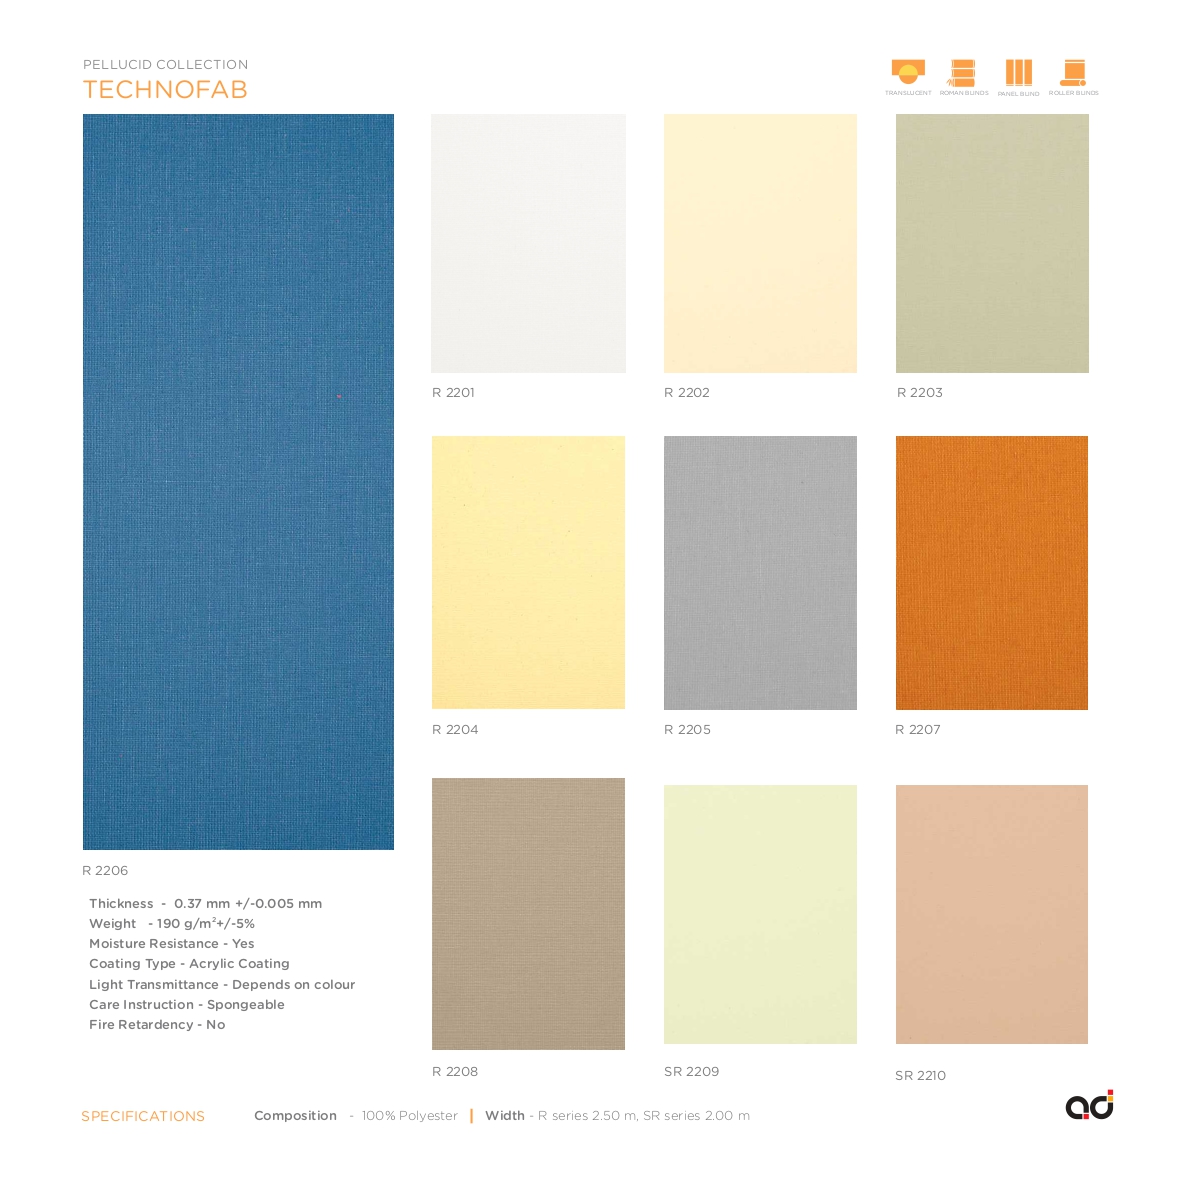 PELLUCID COLLECTION
TECHNOFAB
TRANSLUCENT
ROMAN BLINDS
PANEL BLIND
ROLLER BLINDS
R 2201
R 2202
R 2203
R 2204
R 2205
R 2207
R 2206
Thickness - 0.37 mm +/-0.005 mm
Weight - 190 g/m²+/-5%
Moisture Resistance - Yes
Coating Type - Acrylic Coating
Light Transmittance - Depends on colour
Care Instruction - Spongeable
Fire Retardency - No
R 2208
SR 2209
SR 2210
SPECIFICATIONS
Composition - 100% Polyester | Width - R series 2.50 m, SR series 2.00 m
ad